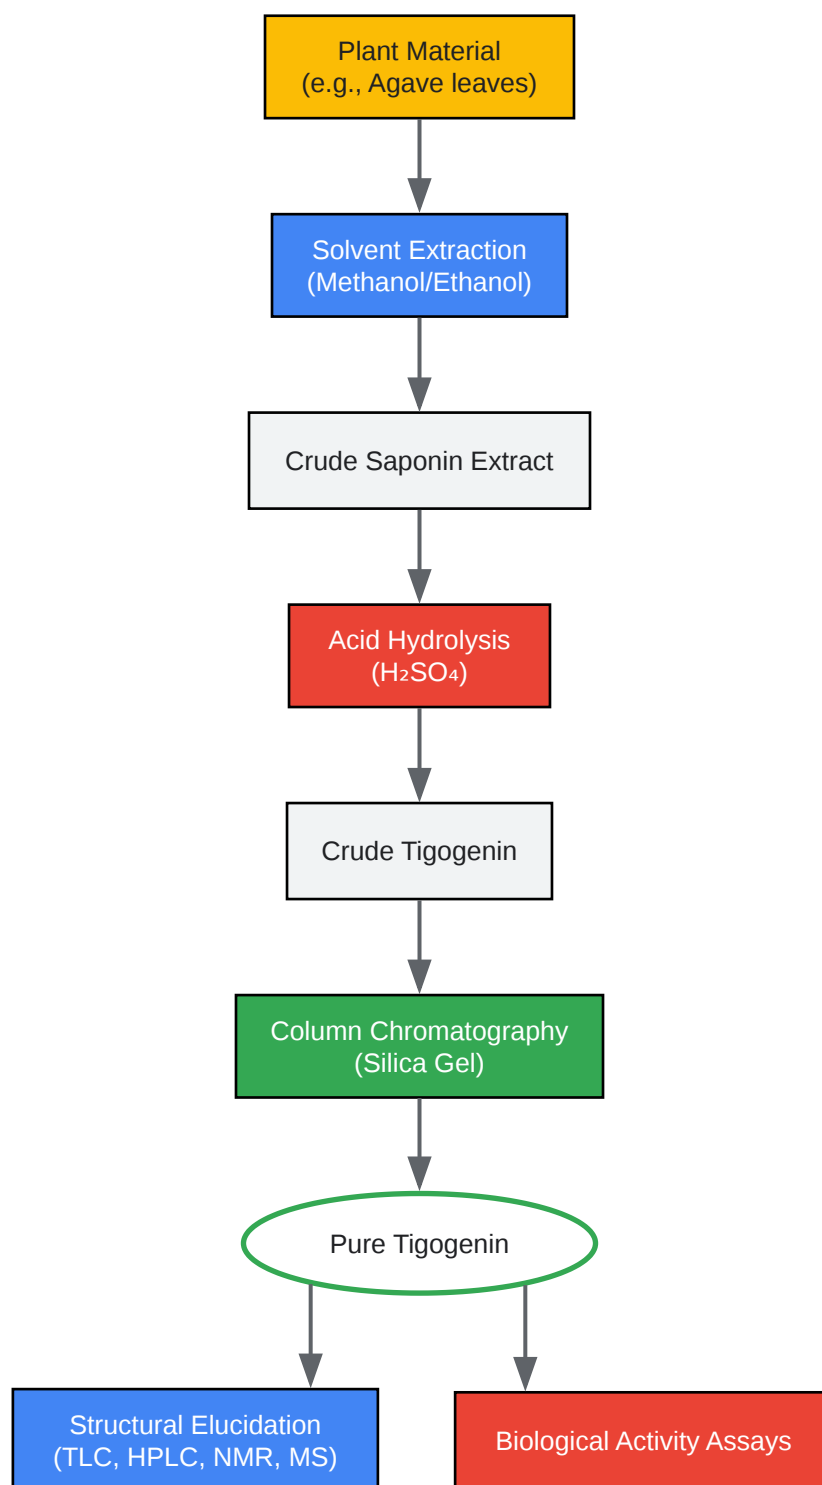 Plant Material
(e.g., Agave leaves)
Solvent Extraction
(Methanol/Ethanol)
Crude Saponin Extract
Acid Hydrolysis
(H₂SO₄)
Crude Tigogenin
Column Chromatography
(Silica Gel)
Pure Tigogenin
Structural Elucidation
(TLC, HPLC, NMR, MS)
Biological Activity Assays